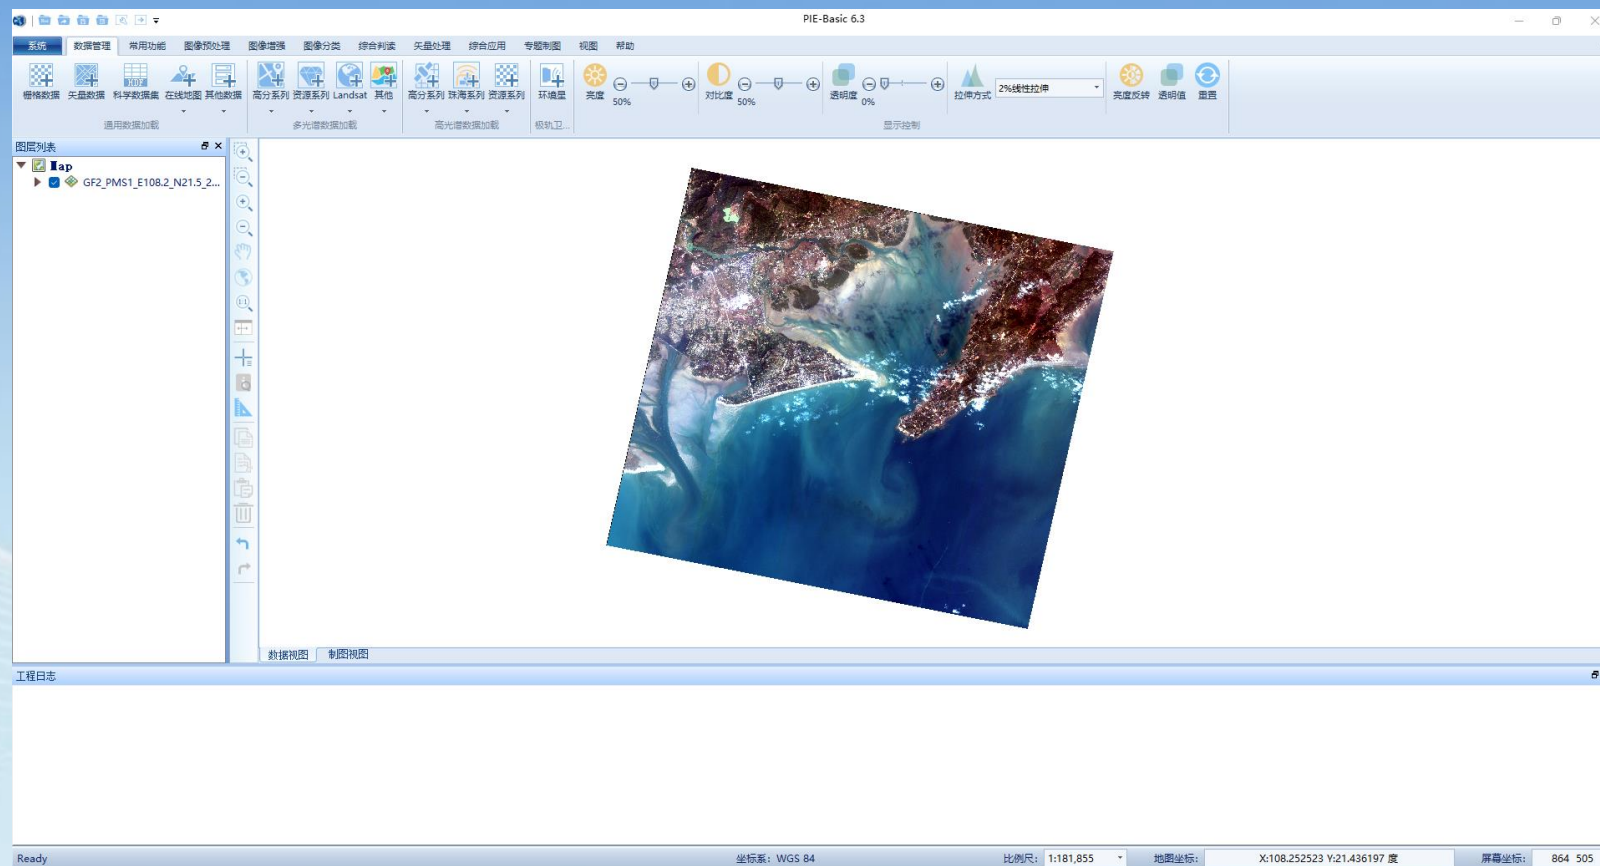 PIE-Basic 6.3
系统 数据管理 常用功能 图像预处理 图像增强 图像分类 综合判读 矢量处理 综合应用 专题制图 视图 帮助
栅格数据 矢量数据 科学数据集 在线地图 其他数据 高分系列 资源系列 Landsat 其他 高分系列 珠海系列 资源系列 环境星 亮度 50% 对比度 50% 透明度 0% 拉伸方式 2%线性拉伸 亮度反转 透明值 重置
通用数据加载 多光谱数据加载 高光谱数据加载 极轨卫... 显示控制
图层列表
Map
GF2_PMS1_E108.2_N21.5_2...
数据视图 制图视图
工程日志
Ready 坐标系: WGS 84 比例尺: 1:181,855 地图坐标: X:108.252523 Y:21.436197 度 屏幕坐标: 864 505